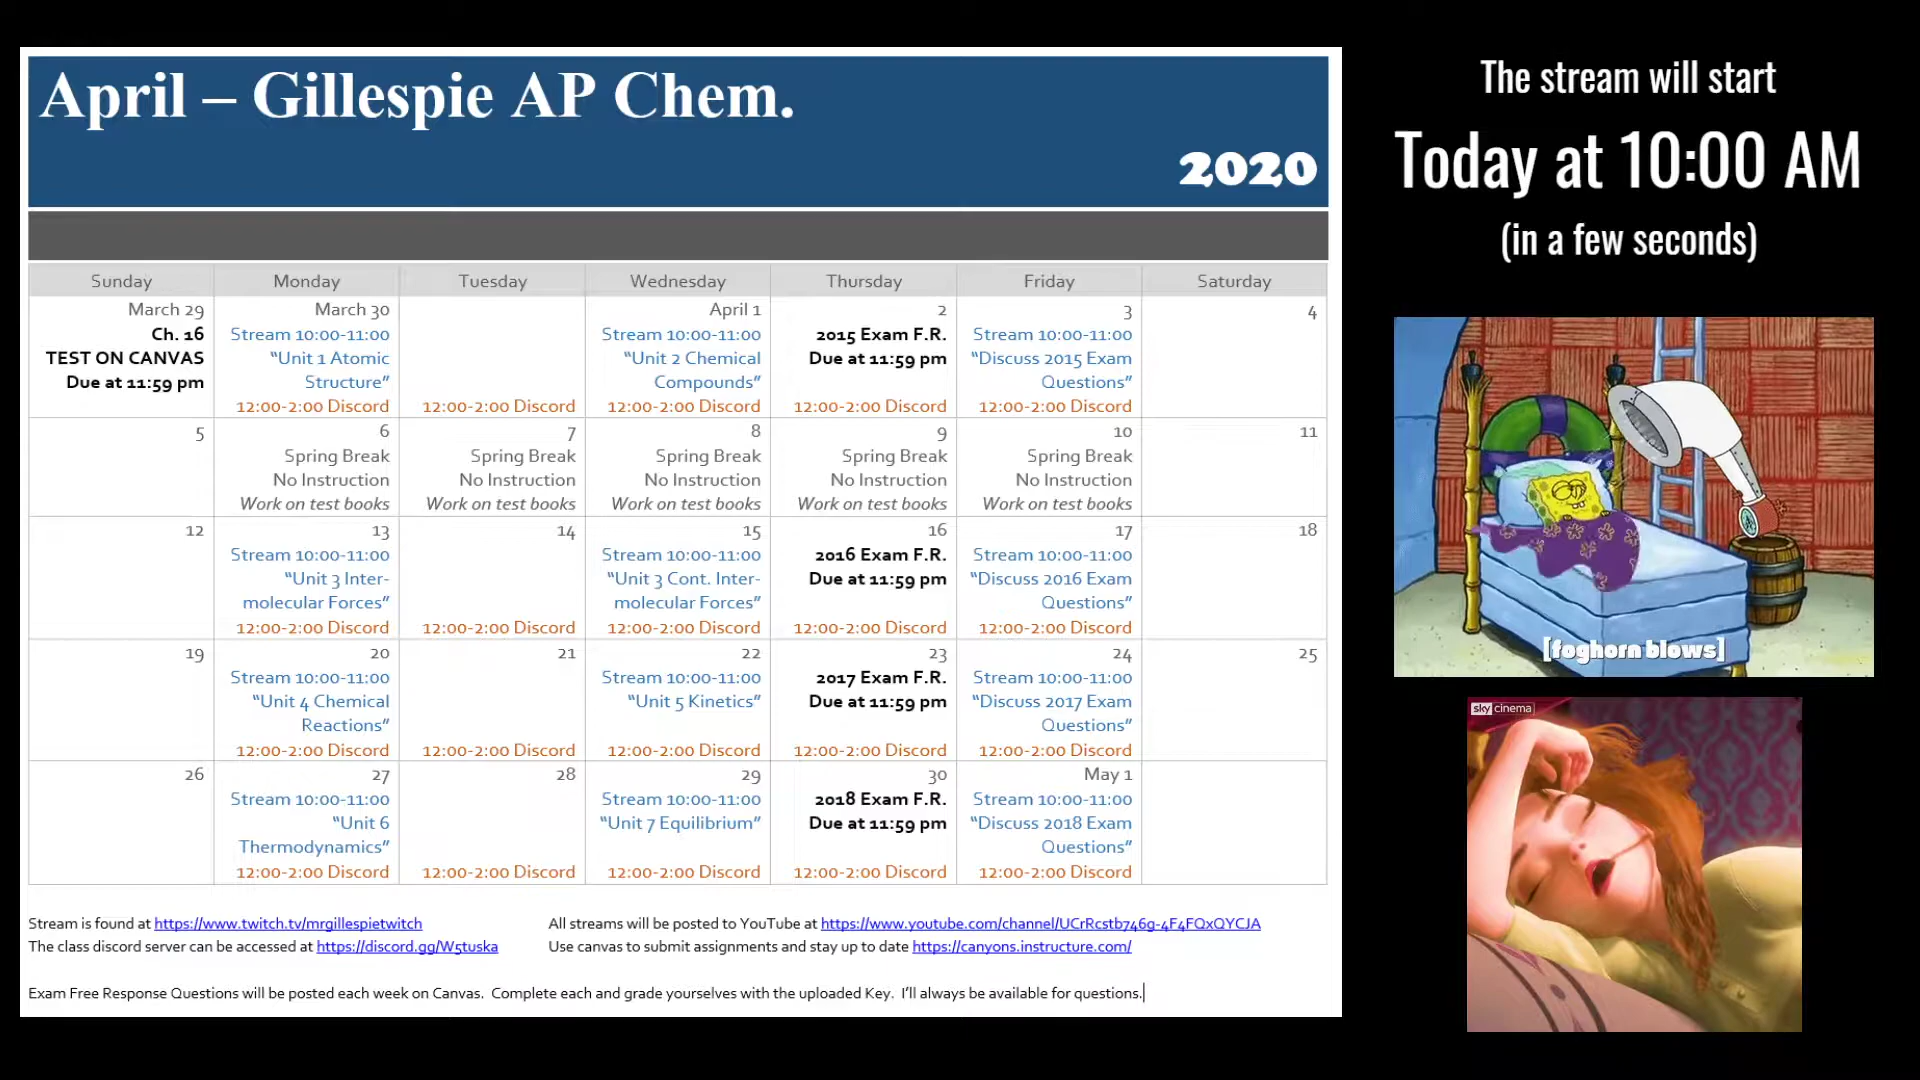 April – Gillespie AP Chem.
2020
Sunday Monday Tuesday Wednesday Thursday Friday Saturday
March 29
Ch. 16
TEST ON CANVAS
Due at 11:59 pm
March 30
Stream 10:00-11:00
“Unit 1 Atomic
Structure”
12:00-2:00 Discord
12:00-2:00 Discord
April 1
Stream 10:00-11:00
“Unit 2 Chemical
Compounds”
12:00-2:00 Discord
2
2015 Exam F.R.
Due at 11:59 pm
12:00-2:00 Discord
3
Stream 10:00-11:00
“Discuss 2015 Exam
Questions”
12:00-2:00 Discord
4
5
6
Spring Break
No Instruction
Work on test books
7
Spring Break
No Instruction
Work on test books
8
Spring Break
No Instruction
Work on test books
9
Spring Break
No Instruction
Work on test books
10
Spring Break
No Instruction
Work on test books
11
12
13
Stream 10:00-11:00
“Unit 3 Inter-
molecular Forces”
12:00-2:00 Discord
14
12:00-2:00 Discord
15
Stream 10:00-11:00
“Unit 3 Cont. Inter-
molecular Forces”
12:00-2:00 Discord
16
2016 Exam F.R.
Due at 11:59 pm
12:00-2:00 Discord
17
Stream 10:00-11:00
“Discuss 2016 Exam
Questions”
12:00-2:00 Discord
18
19
20
Stream 10:00-11:00
“Unit 4 Chemical
Reactions”
12:00-2:00 Discord
21
12:00-2:00 Discord
22
Stream 10:00-11:00
“Unit 5 Kinetics”
12:00-2:00 Discord
23
2017 Exam F.R.
Due at 11:59 pm
12:00-2:00 Discord
24
Stream 10:00-11:00
“Discuss 2017 Exam
Questions”
12:00-2:00 Discord
25
26
27
Stream 10:00-11:00
“Unit 6
Thermodynamics”
12:00-2:00 Discord
28
12:00-2:00 Discord
29
Stream 10:00-11:00
“Unit 7 Equilibrium”
12:00-2:00 Discord
30
2018 Exam F.R.
Due at 11:59 pm
12:00-2:00 Discord
May 1
Stream 10:00-11:00
“Discuss 2018 Exam
Questions”
12:00-2:00 Discord
Stream is found at https://www.twitch.tv/mrgillespietwitch
All streams will be posted to YouTube at https://www.youtube.com/channel/UCrRcstb746g-4F4FQxQYCJA
The class discord server can be accessed at https://discord.gg/W5tuska
Use canvas to submit assignments and stay up to date https://canyons.instructure.com/
Exam Free Response Questions will be posted each week on Canvas. Complete each and grade yourselves with the uploaded Key. I’ll always be available for questions.
The stream will start
Today at 10:00 AM
(in a few seconds)
[foghorn blows]
sky cinema